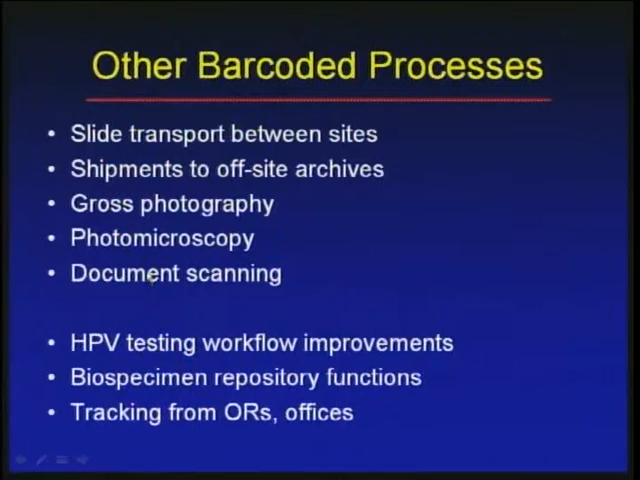 Other Barcoded Processes
• Slide transport between sites
• Shipments to off-site archives
• Gross photography
• Photomicroscopy
• Document scanning
• HPV testing workflow improvements
• Biospecimen repository functions
• Tracking from ORs, offices